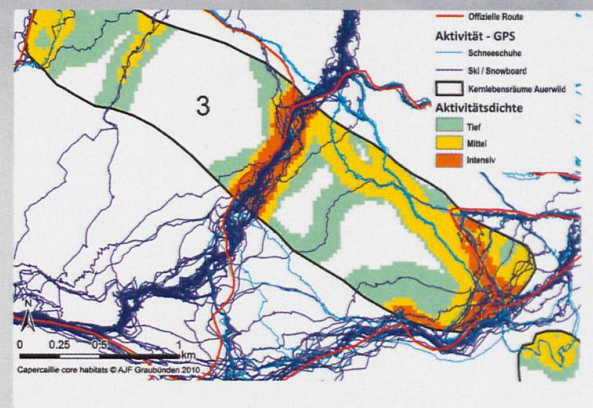 Offizielle Route
Aktivität - GPS
Schneeschuhe
Ski / Snowboard
Kernlebensräume Auerwild
Aktivitätsdichte
Tief
Mittel
Intensiv
3
N
0 0.25 0.5 1
km
Capercaillie core habitats © AJF Graubünden 2010